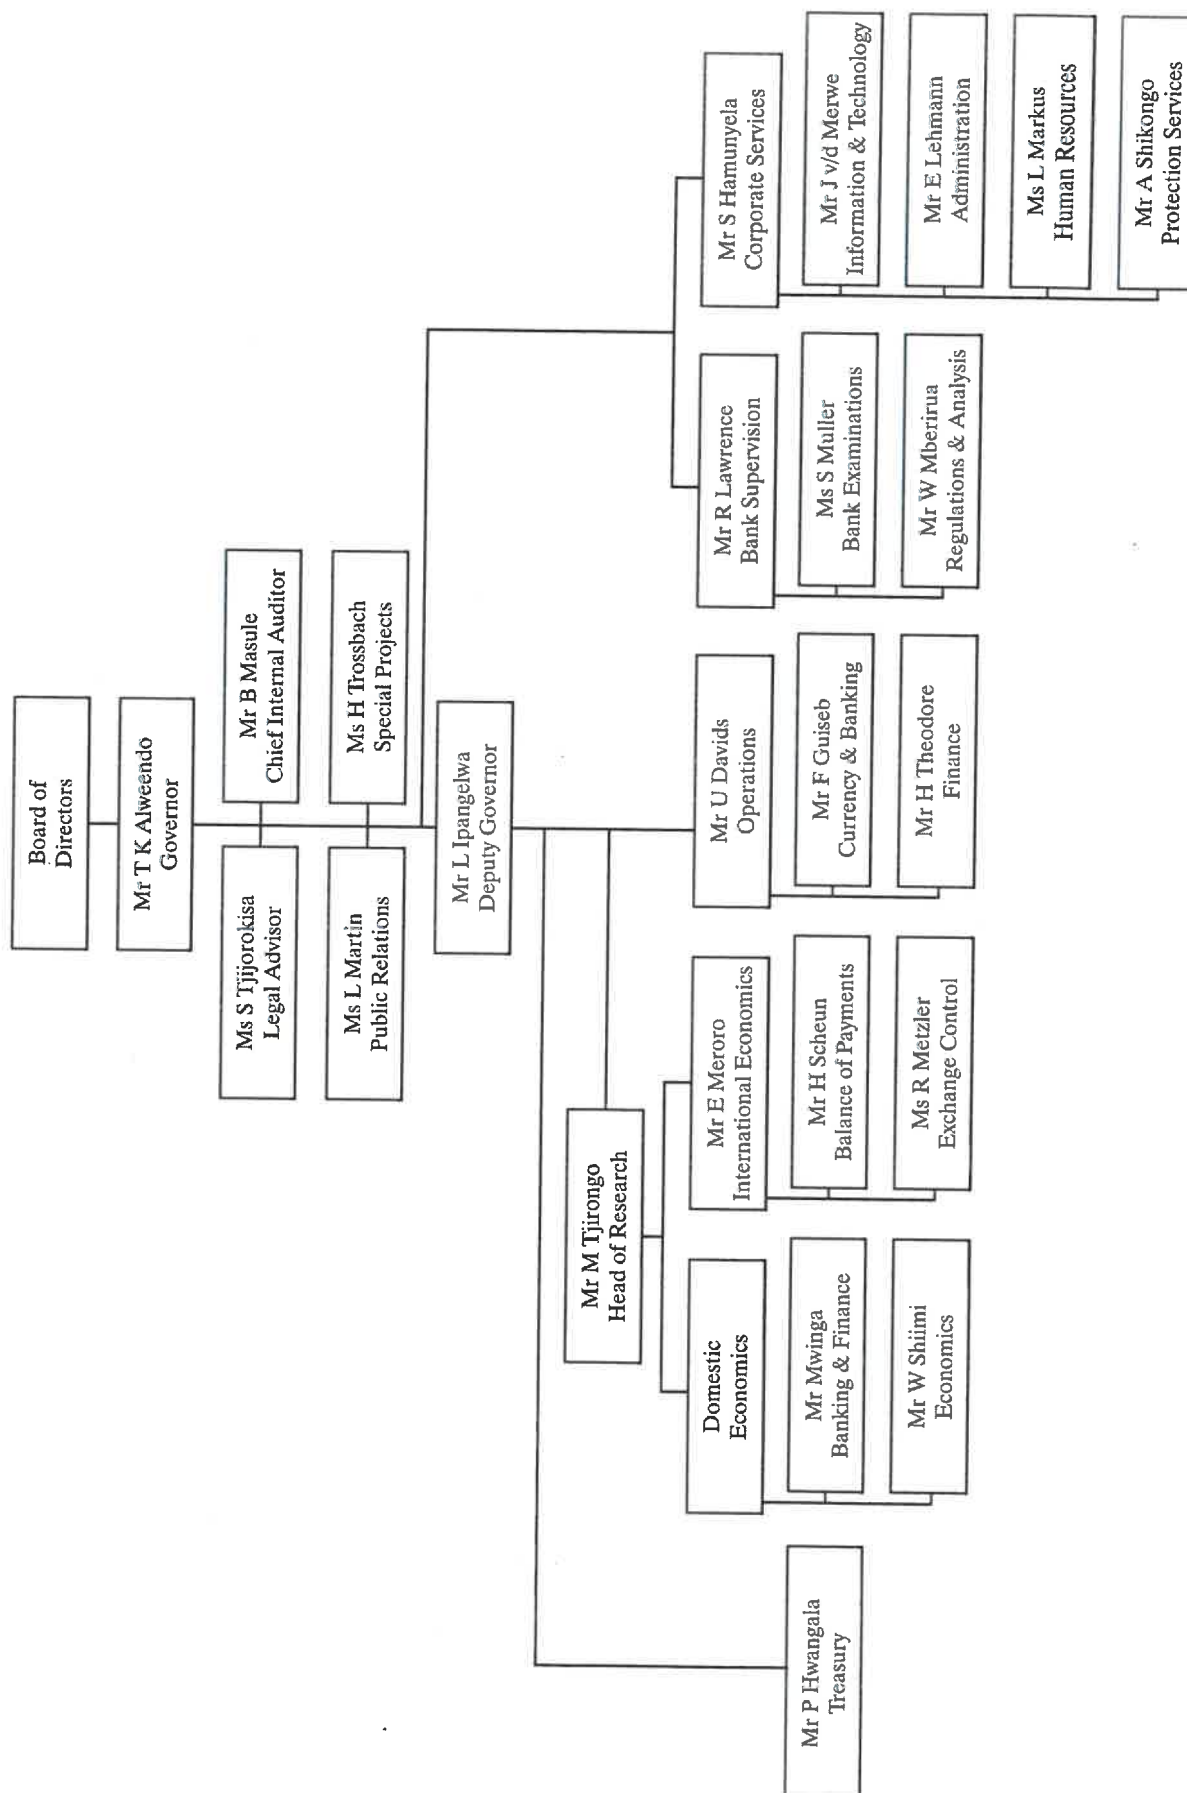 Board of
Directors
Mr T K Alweendo
Governor
Ms S Tjijorokisa
Legal Advisor
Mr B Masule
Chief Internal Auditor
Ms L Martin
Public Relations
Ms H Trossbach
Special Projects
Mr L Ipangelwa
Deputy Governor
Mr M Tjirongo
Head of Research
Mr P Hwangala
Treasury
Domestic
Economics
Mr Mwinga
Banking & Finance
Mr W Shiimi
Economics
Mr E Meroro
International Economics
Mr H Scheun
Balance of Payments
Ms R Metzler
Exchange Control
Mr U Davids
Operations
Mr F Guiseb
Currency & Banking
Mr H Theodore
Finance
Mr R Lawrence
Bank Supervision
Ms S Muller
Bank Examinations
Mr W Mberirua
Regulations & Analysis
Mr S Hamunyela
Corporate Services
Mr J v/d Merwe
Information & Technology
Mr E Lehmann
Administration
Ms L Markus
Human Resources
Mr A Shikongo
Protection Services